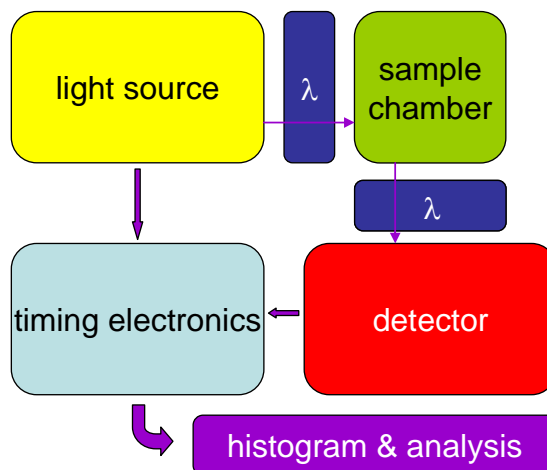 light source
λ
sample
chamber
λ
timing electronics
detector
histogram & analysis